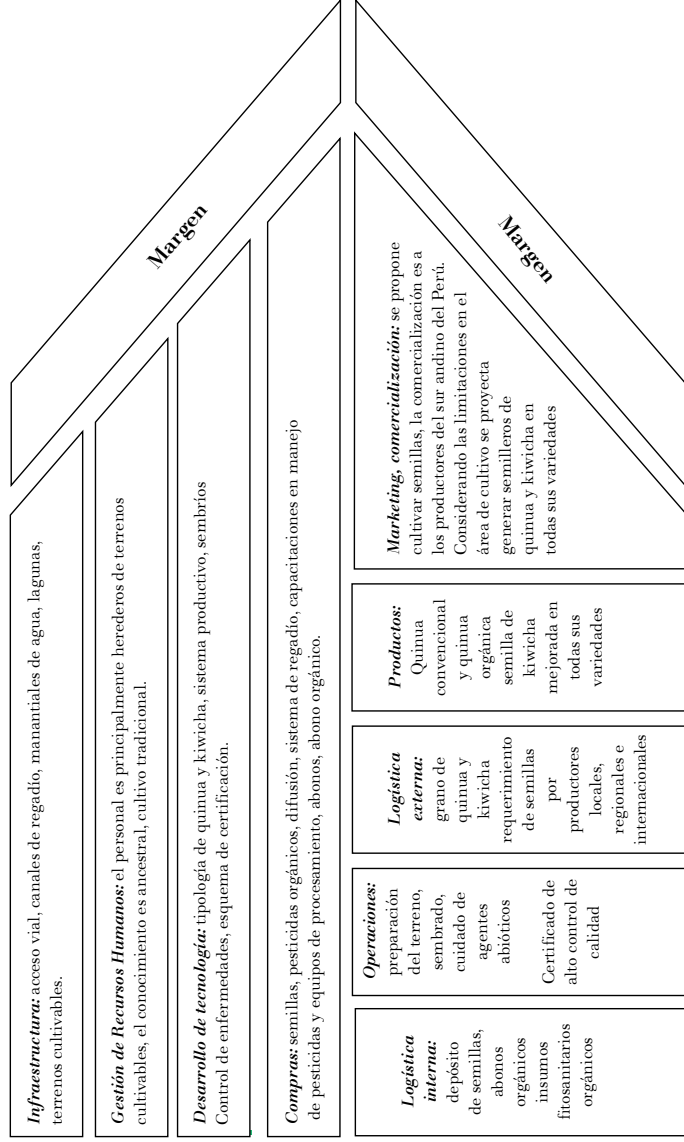 Infraestructura: acceso vial, canales de regadío, manantiales de agua, lagunas,
terrenos cultivables.
Gestión de Recursos Humanos: el personal es principalmente herederos de terrenos
cultivables, el conocimiento es ancestral, cultivo tradicional.
Desarrollo de tecnología: tipología de quinua y kiwicha, sistema productivo, sembríos
Control de enfermedades, esquema de certificación.
Compras: semillas, pesticidas orgánicos, difusión, sistema de regadío, capacitaciones en manejo
de pesticidas y equipos de procesamiento, abonos, abono orgánico.
Margen
Logística
interna:
depósito
de semillas,
abonos
orgánicos
insumos
fitosanitarios
orgánicos
Operaciones:
preparación
del terreno,
sembrado,
cuidado de
agentes
abióticos
Certificado de
alto control de
calidad
Logística
externa:
grano de
quinua y
kiwicha
requerimiento
de semillas
por
productores
locales,
regionales e
internacionales
Productos:
Quinua
convencional
y quinua
orgánica
semilla de
kiwicha
mejorada en
todas sus
variedades
Marketing, comercialización: se propone
cultivar semillas, la comercialización es a
los productores del sur andino del Perú.
Considerando las limitaciones en el
área de cultivo se proyecta
generar semilleros de
quinua y kiwicha en
todas sus variedades
Margen